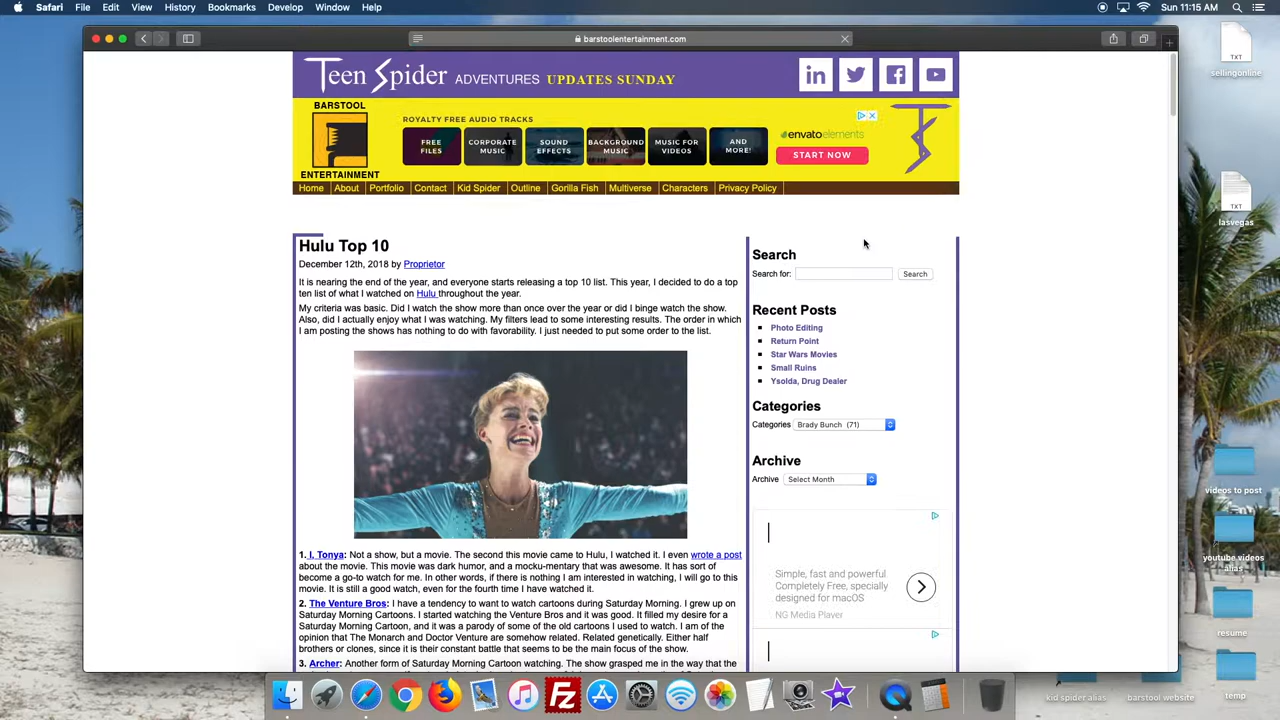 Safari File Edit View History Bookmarks Develop Window Help Sun 11:15 AM
barstoolentertainment.com
Teen Spider ADVENTURES UPDATES SUNDAY
BARSTOOL
ENTERTAINMENT
ROYALTY FREE AUDIO TRACKS
FREE
FILES
CORPORATE
MUSIC
SOUND
EFFECTS
BACKGROUND
MUSIC
MUSIC FOR
VIDEOS
AND
MORE!
envatoelements
START NOW
Home About Portfolio Contact Kid Spider Outline Gorilla Fish Multiverse Characters Privacy Policy
Hulu Top 10
December 12th, 2018 by Proprietor
It is nearing the end of the year, and everyone starts releasing a top 10 list. This year, I decided to do a top
ten list of what I watched on Hulu throughout the year.
My criteria was basic. Did I watch the show more than once over the year or did I binge watch the show.
Also, did I actually enjoy what I was watching. My filters lead to some interesting results. The order in which
I am posting the shows has nothing to do with favorability. I just needed to put some order to the list.
1. I, Tonya: Not a show, but a movie. The second this movie came to Hulu, I watched it. I even wrote a post
about the movie. This movie was dark humor, and a mocku-mentary that was awesome. It has sort of
become a go-to watch for me. In other words, if there is nothing I am interested in watching, I will go to this
movie. It is still a good watch, even for the fourth time I have watched it.
2. The Venture Bros: I have a tendency to want to watch cartoons during Saturday Morning. I grew up on
Saturday Morning Cartoons. I started watching the Venture Bros and it was good. It filled my desire for a
Saturday Morning Cartoon, and it was a parody of some of the old cartoons I used to watch. I am of the
opinion that The Monarch and Doctor Venture are somehow related. Related genetically. Either half
brothers or clones, since it is their constant battle that seems to be the main focus of the show.
3. Archer: Another form of Saturday Morning Cartoon watching. The show grasped me in the way that the
Search
Search for: Search
Recent Posts
Photo Editing
Return Point
Star Wars Movies
Small Ruins
Ysolda, Drug Dealer
Categories
Categories Brady Bunch (71)
Archive
Archive Select Month
Simple, fast and powerful
Completely Free, specially
designed for macOS
NG Media Player
TXT
sellingonline
TXT
lasvegas
videos to post
youtube videos
alias
resume
kid spider alias
barstool website
temp